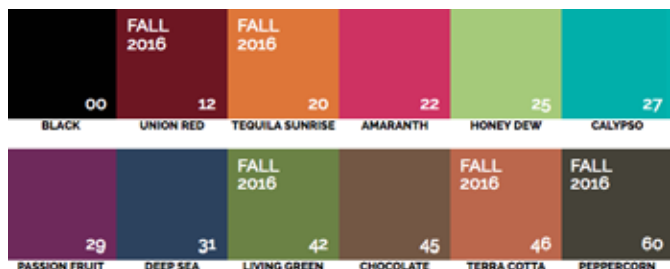 FALL FALL
2016 2016
00 12 20 22 25 27
BLACK UNION RED TEQUILA SUNRISE AMARANTH HONEY DEW CALYPSO
FALL FALL FALL
2016 2016 2016
29 31 42 45 46 60
PASSION FRUIT DEEP SEA LIVING GREEN CHOCOLATE TERRA COTTA PEPPERCORN